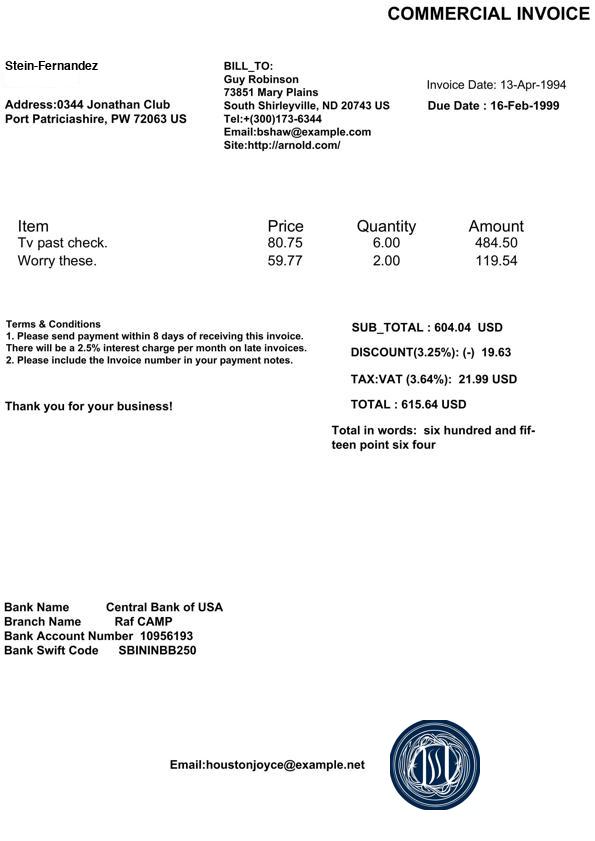 COMMERCIAL INVOICE
Stein-Fernandez
Address:0344 Jonathan Club
Port Patriciashire, PW 72063 US
BILL_TO:
Guy Robinson
73851 Mary Plains
South Shirleyville, ND 20743 US
Tel:+(300)173-6344
Email:bshaw@example.com
Site:http://arnold.com/
Invoice Date: 13-Apr-1994
Due Date : 16-Feb-1999
Item Price Quantity Amount
Tv past check. 80.75 6.00 484.50
Worry these. 59.77 2.00 119.54
Terms & Conditions
1. Please send payment within 8 days of receiving this invoice.
There will be a 2.5% interest charge per month on late invoices.
2. Please include the Invoice number in your payment notes.
Thank you for your business!
SUB_TOTAL : 604.04 USD
DISCOUNT(3.25%): (-) 19.63
TAX:VAT (3.64%): 21.99 USD
TOTAL : 615.64 USD
Total in words: six hundred and fif-
teen point six four
Bank Name Central Bank of USA
Branch Name Raf CAMP
Bank Account Number 10956193
Bank Swift Code SBININBB250
Email:houstonjoyce@example.net